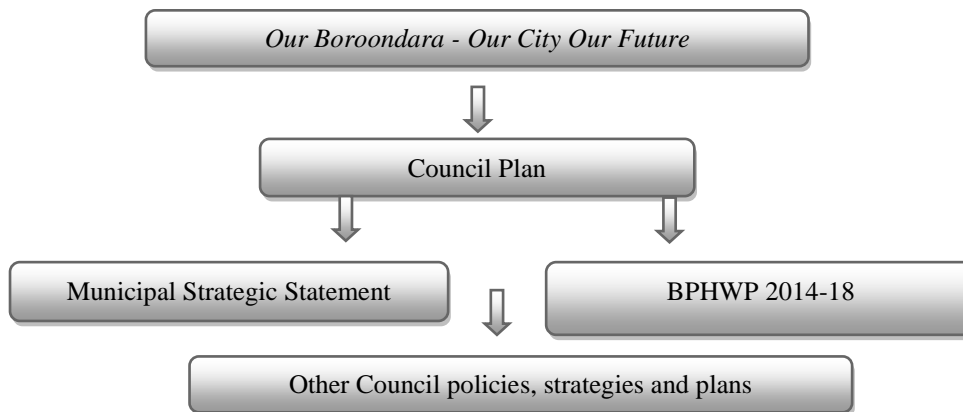 Our Boroondara - Our City Our Future
Council Plan
Municipal Strategic Statement
BPHWP 2014-18
Other Council policies, strategies and plans